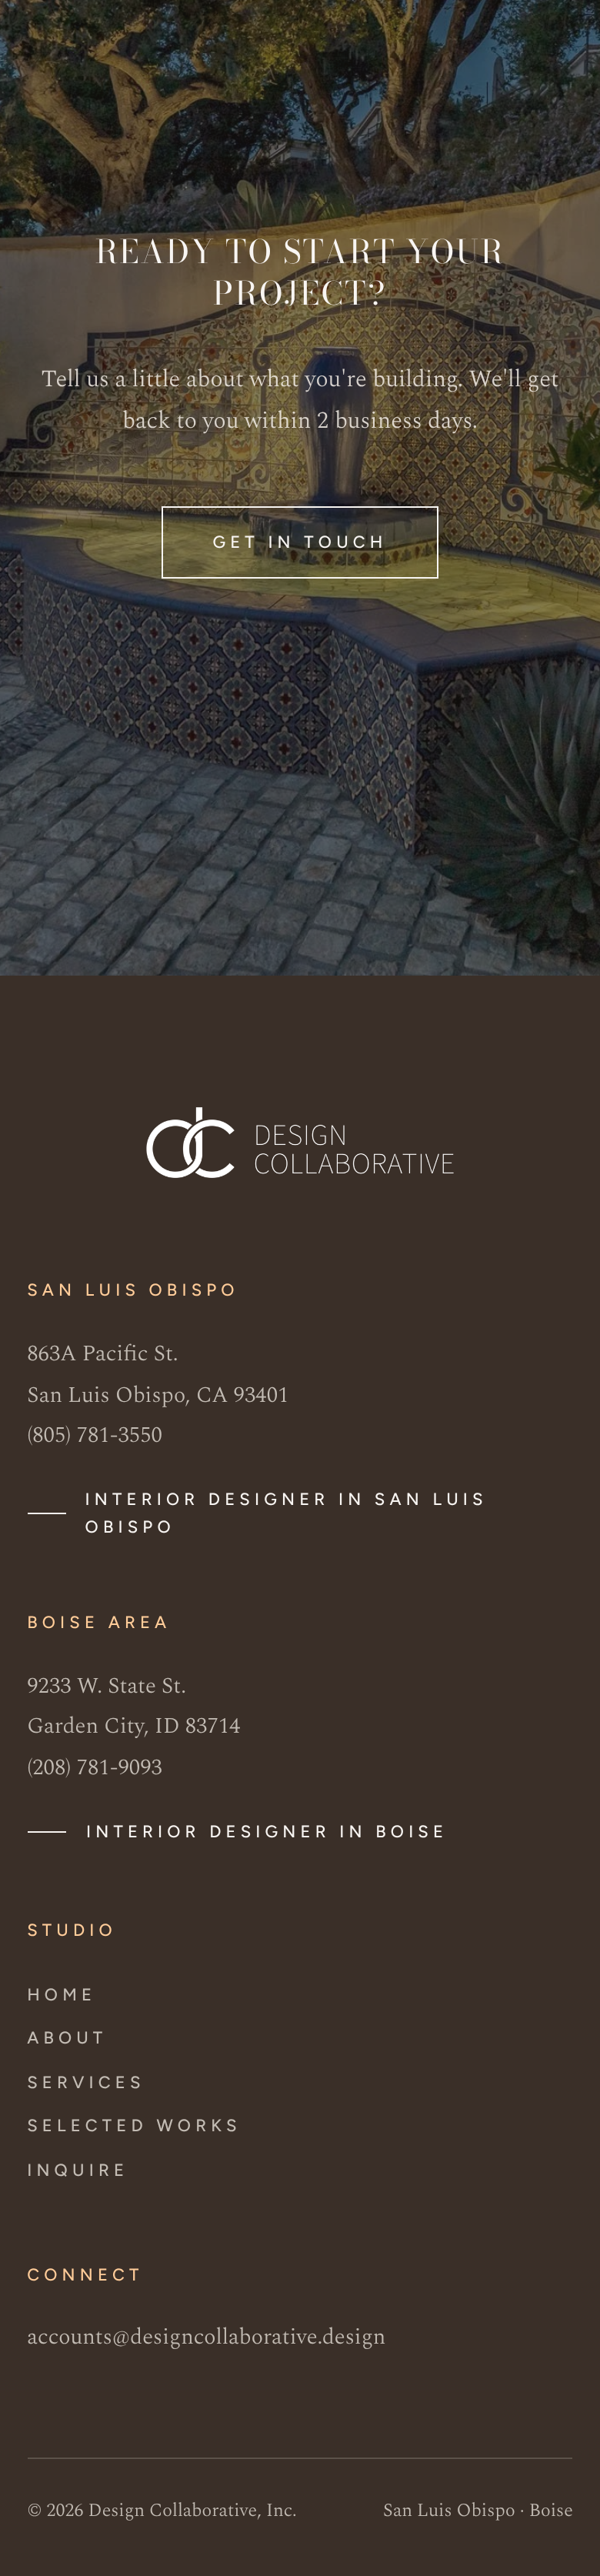 READY TO START YOUR
PROJECT?
Tell us a little about what you're building. We'll get
back to you within 2 business days.
GET IN TOUCH
dc DESIGN
COLLABORATIVE
SAN LUIS OBISPO
863A Pacific St.
San Luis Obispo, CA 93401
(805) 781-3550
INTERIOR DESIGNER IN SAN LUIS
OBISPO
BOISE AREA
9233 W. State St.
Garden City, ID 83714
(208) 781-9093
INTERIOR DESIGNER IN BOISE
STUDIO
HOME
ABOUT
SERVICES
SELECTED WORKS
INQUIRE
CONNECT
accounts@designcollaborative.design
© 2026 Design Collaborative, Inc.
San Luis Obispo · Boise